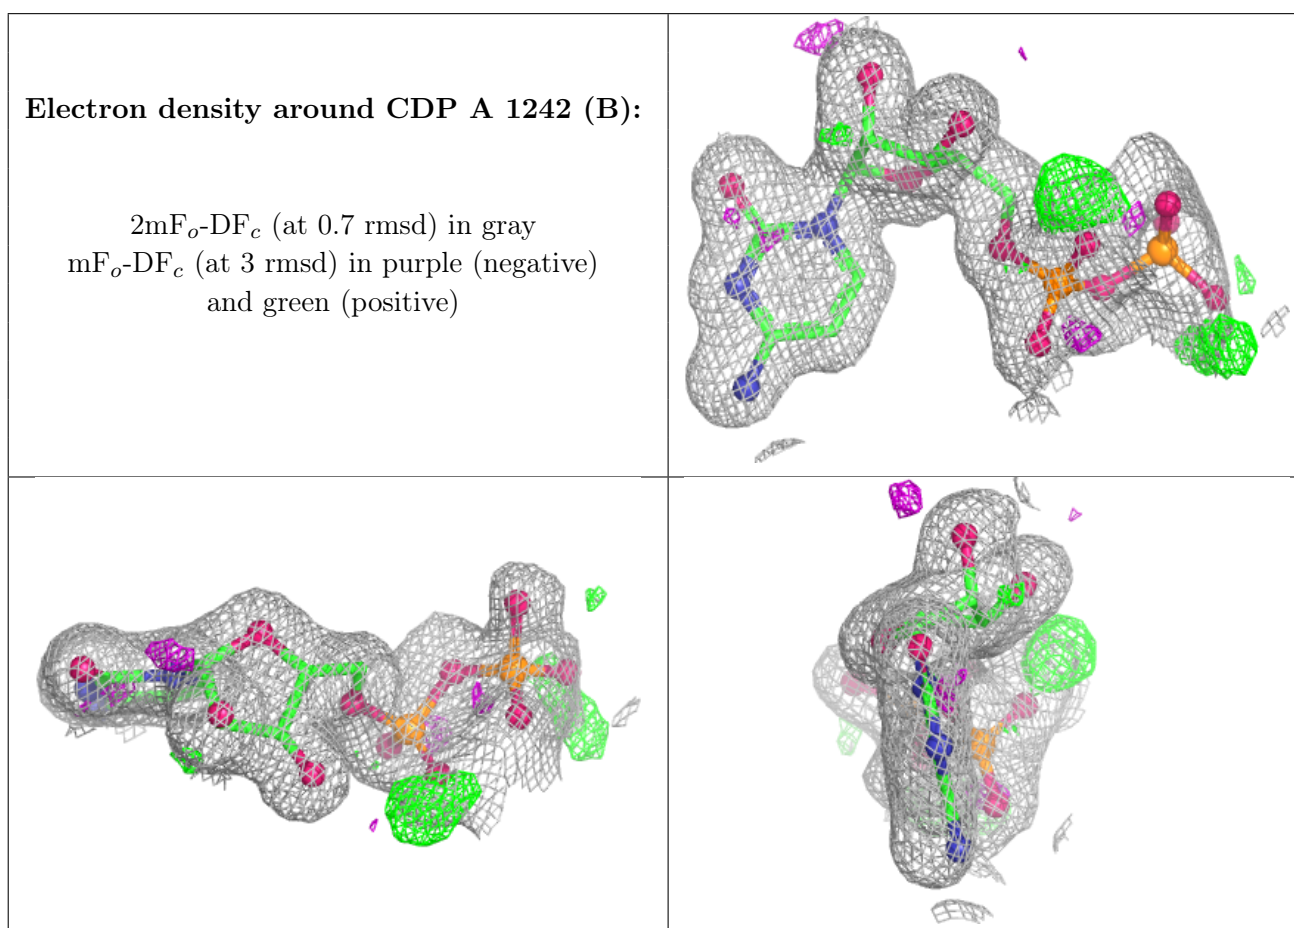 Electron density around CDP A 1242 (B):
2mFo-DFc (at 0.7 rmsd) in gray
mFo-DFc (at 3 rmsd) in purple (negative)
and green (positive)